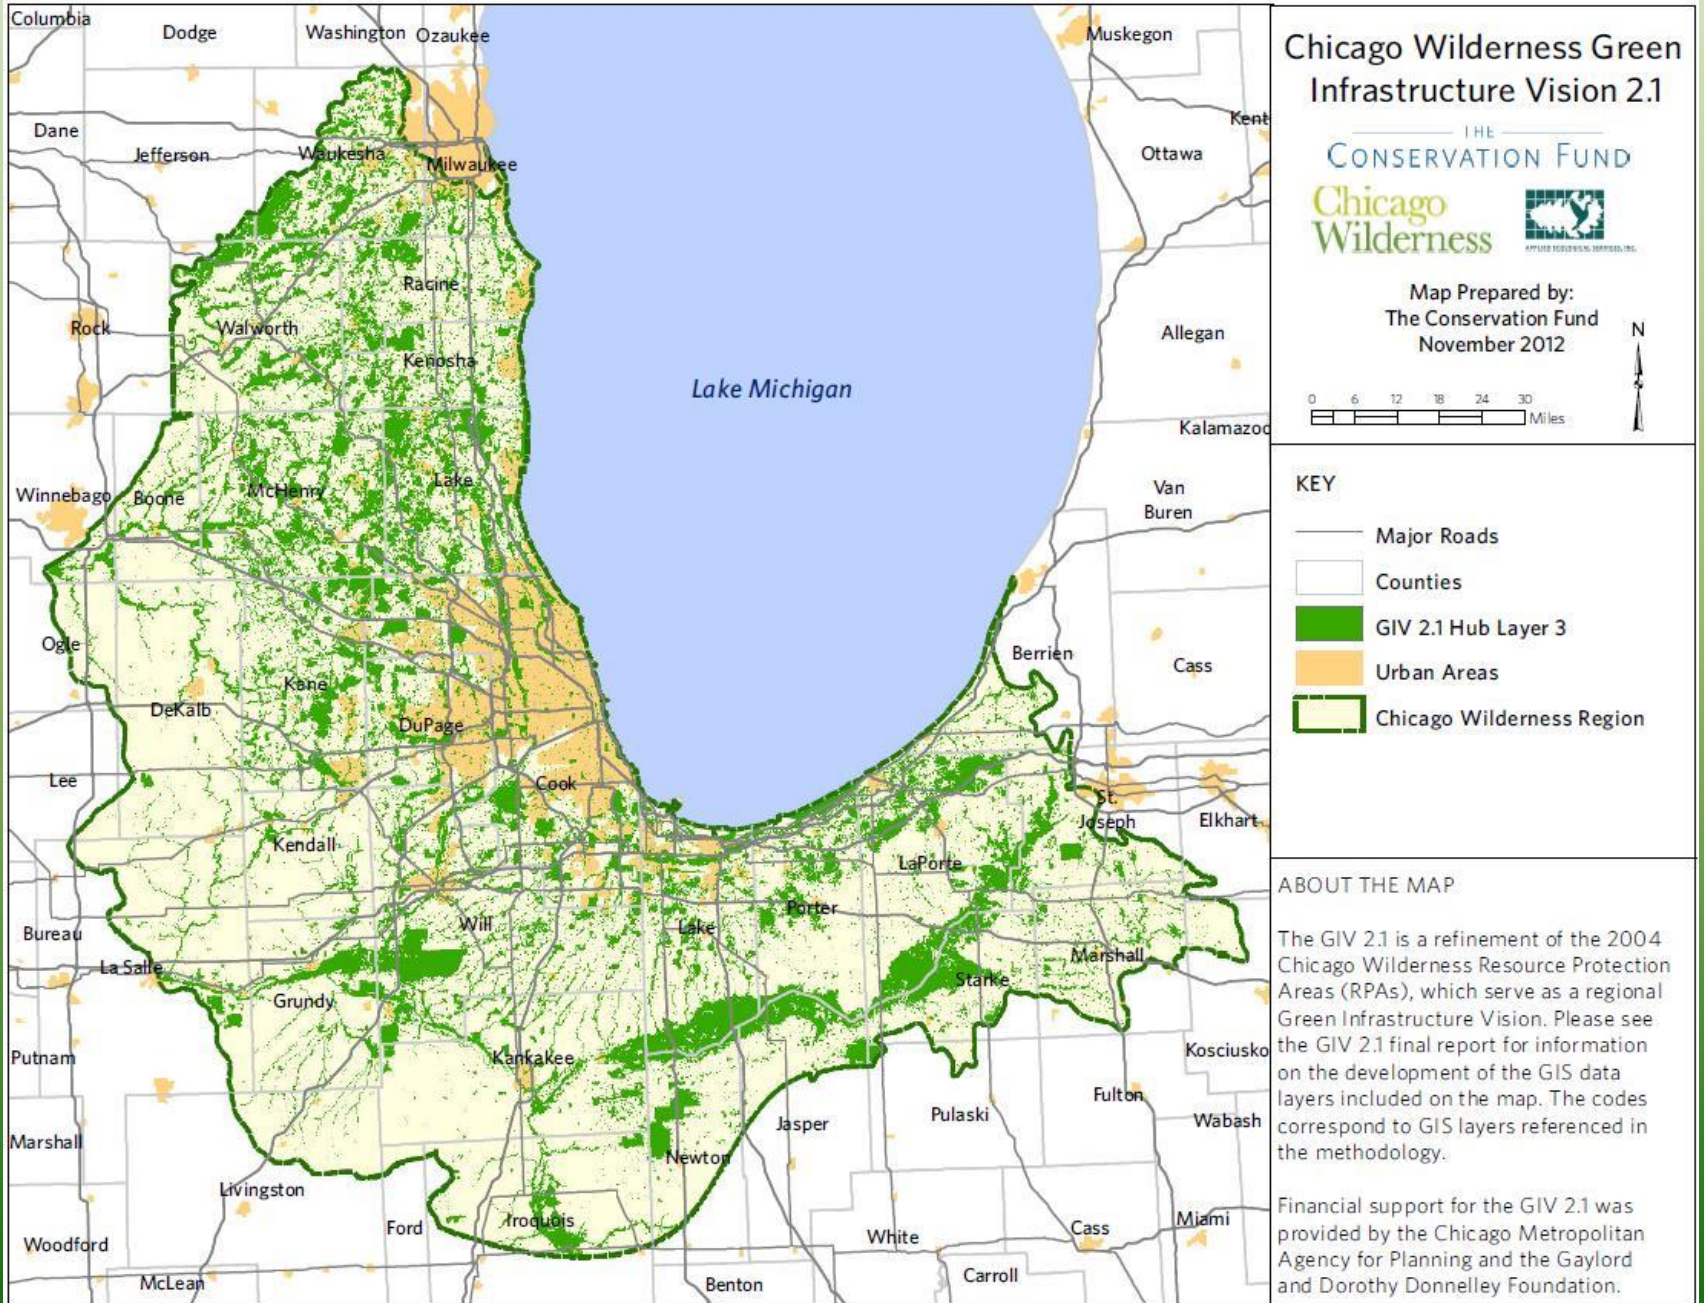 Columbia
Dodge
Washington
Ozaukee
Muskegon
Dane
Jefferson
Waukesha
Milwaukee
Kent
Ottawa
Rock
Walworth
Racine
Kenosha
Lake Michigan
Allegan
Kalamazoo
Winnebago
Boone
McHenry
Lake
Van
Buren
Ogle
Kane
DeKalb
DuPage
Cook
Berrien
Cass
Lee
Kendall
LaPorte
St.
Joseph
Elkhart
Bureau
La Salle
Will
Lake
Porter
Marshall
Grundy
Starke
Putnam
Kankakee
Kosciusko
Marshall
Jasper
Pulaski
Fulton
Wabash
Newton
Livingston
Ford
Iroquois
White
Cass
Miami
Woodford
McLean
Benton
Carroll
Chicago Wilderness Green
Infrastructure Vision 2.1
THE
CONSERVATION FUND
Chicago
Wilderness
APPLIED ECOLOGICAL SERVICES, INC.
Map Prepared by:
The Conservation Fund
November 2012
N
0 6 12 18 24 30
Miles
KEY
Major Roads
Counties
GIV 2.1 Hub Layer 3
Urban Areas
Chicago Wilderness Region
ABOUT THE MAP
The GIV 2.1 is a refinement of the 2004
Chicago Wilderness Resource Protection
Areas (RPAs), which serve as a regional
Green Infrastructure Vision. Please see
the GIV 2.1 final report for information
on the development of the GIS data
layers included on the map. The codes
correspond to GIS layers referenced in
the methodology.
Financial support for the GIV 2.1 was
provided by the Chicago Metropolitan
Agency for Planning and the Gaylord
and Dorothy Donnelley Foundation.